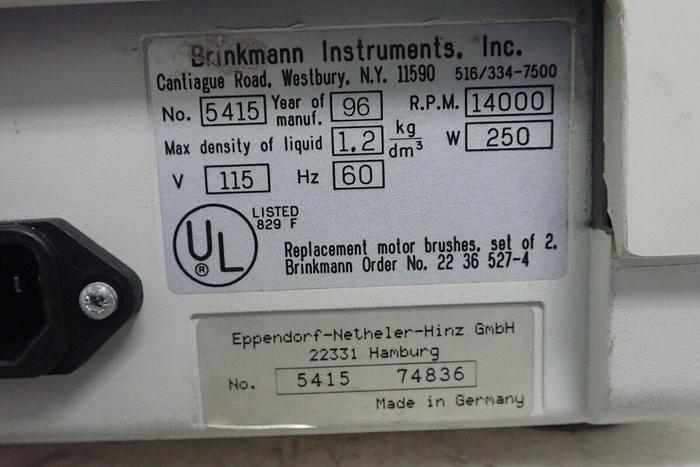 Brinkmann Instruments, Inc.
Cantiague Road, Westbury, N.Y. 11590 516/334-7500
No. 5415 Year of manuf. 96 R.P.M. 14000
Max density of liquid 1.2 kg/dm³ W 250
V 115 Hz 60
UL ® LISTED
829 F
Replacement motor brushes, set of 2.
Brinkmann Order No. 22 36 527-4
Eppendorf-Netheler-Hinz GmbH
22331 Hamburg
No. 5415 74836
Made in Germany